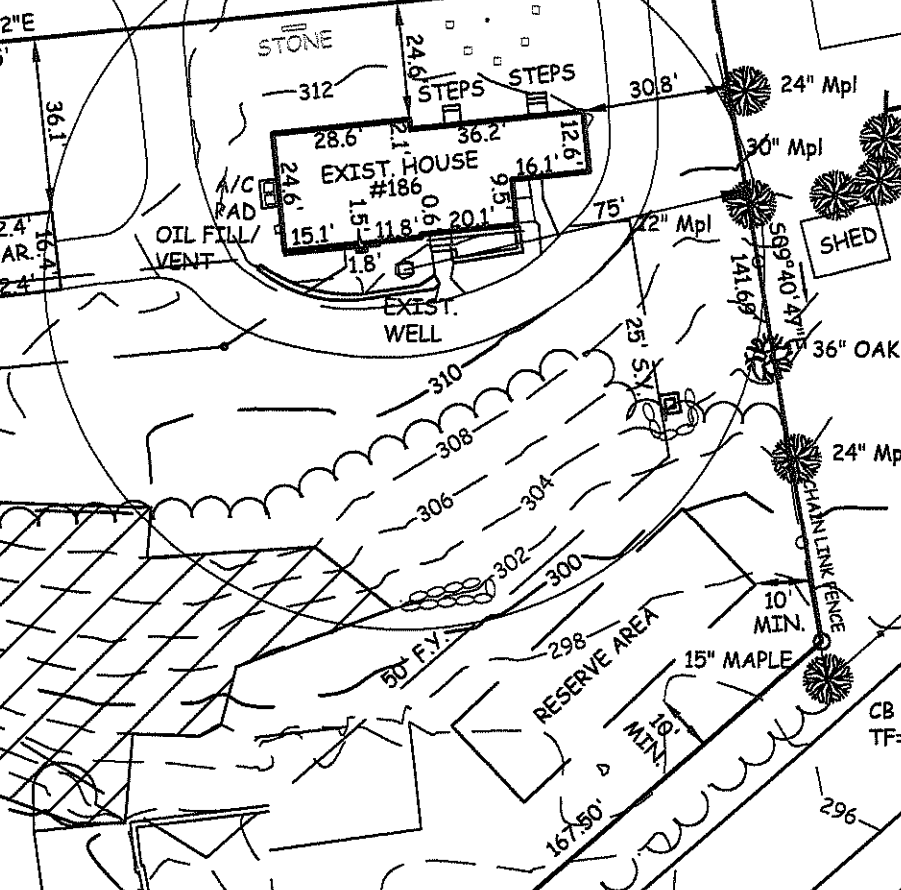 2"E
STONE
24.6'
312
STEPS
STEPS
30.8'
24" Mpl
36.1'
28.6'
2.1'
36.2'
12.6'
30" Mpl
EXIST. HOUSE
#186
16.1'
A/C
PAD
24.6'
1.5'
0.6'
9.5'
OIL FILL/
VENT
15.1'
11.8'
20.1'
75'
22" Mpl
SHED
2.4'
AR.
16.4'
2.4'
1.8'
EXIST.
WELL
S09°40'47"E
141.69'
25' S.Y.
36" OAK
310
308
24" Mp
306
304
CHAIN LINK FENCE
302
300
10'
MIN.
298
50' F.Y.
RESERVE AREA
15" MAPLE
10'
MIN.
CB
TF=
167.50'
296